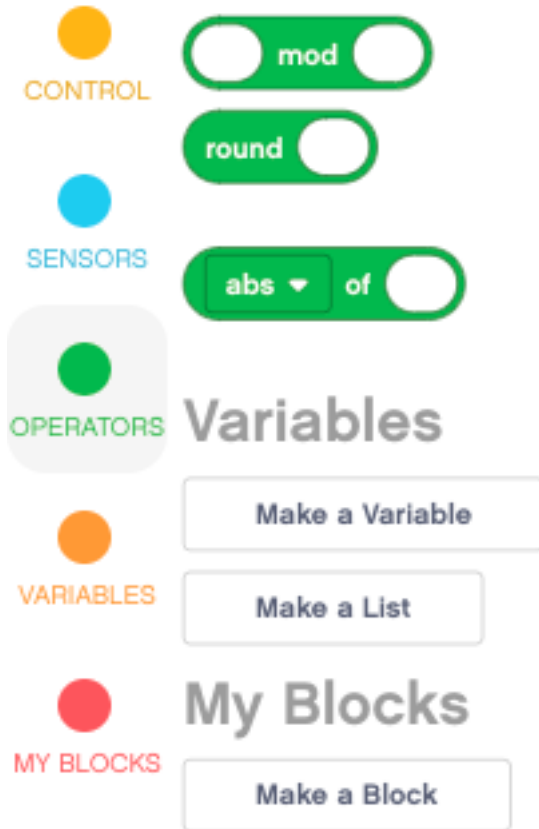 CONTROL
SENSORS
OPERATORS
VARIABLES
MY BLOCKS
mod
round
abs of
Variables
Make a Variable
Make a List
My Blocks
Make a Block